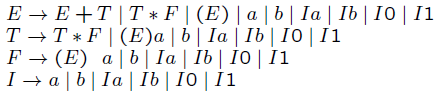 E → E + T | T * F | (E) | a | b | Ia | Ib | I0 | I1
T → T * F | (E)a | b | Ia | Ib | I0 | I1
F → (E) a | b | Ia | Ib | I0 | I1
I → a | b | Ia | Ib | I0 | I1